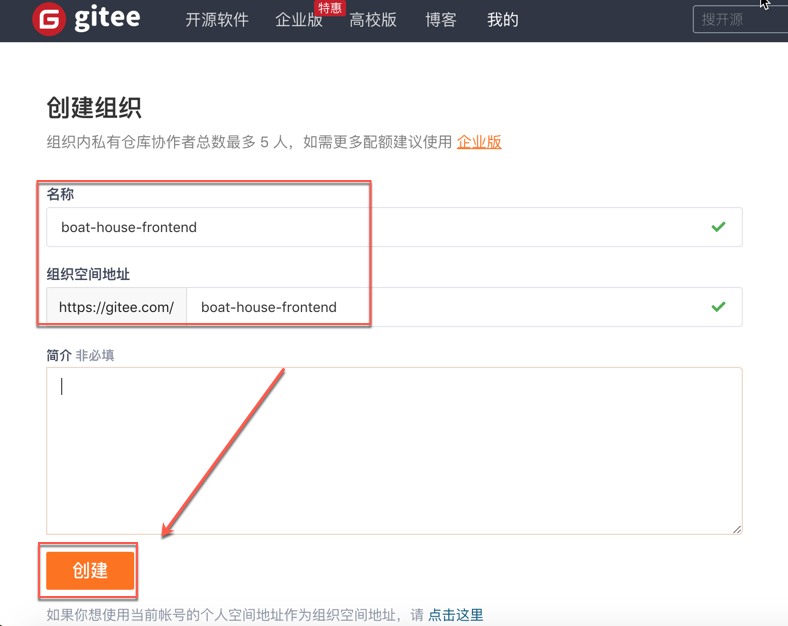 gitee 开源软件 企业版 特惠 高校版 博客 我的 搜开源
创建组织
组织内私有仓库协作者总数最多 5 人，如需更多配额建议使用 企业版
名称
boat-house-frontend
组织空间地址
https://gitee.com/ boat-house-frontend
简介 非必填
创建
如果你想使用当前帐号的个人空间地址作为组织空间地址，请 点击这里